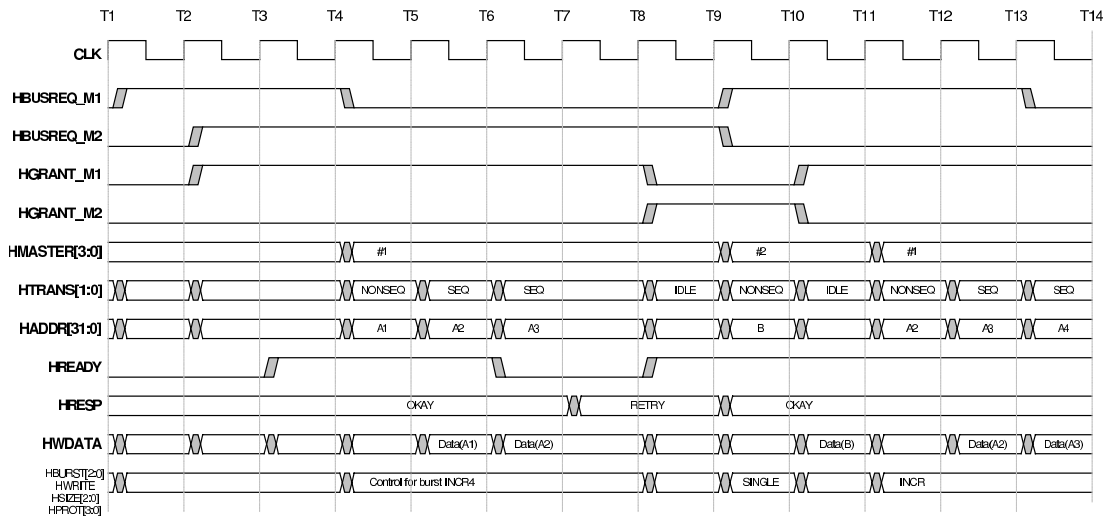 T1 T2 T3 T4 T5 T6 T7 T8 T9 T10 T11 T12 T13 T14
CLK
HBUSREQ_M1
HBUSREQ_M2
HGRANT_M1
HGRANT_M2
HMASTER[3:0] #1 #2 #1
HTRANS[1:0] NONSEQ SEQ SEQ IDLE NONSEQ IDLE NONSEQ SEQ SEQ
HADDR[31:0] A1 A2 A3 B A2 A3 A4
HREADY
HRESP OKAY RETRY OKAY
HWDATA Data(A1) Data(A2) Data(B) Data(A2) Data(A3)
HBURST[2:0]
HWRITE Control for burst INCR4 SINGLE INCR
HSIZE[2:0]
HPROT[3:0]